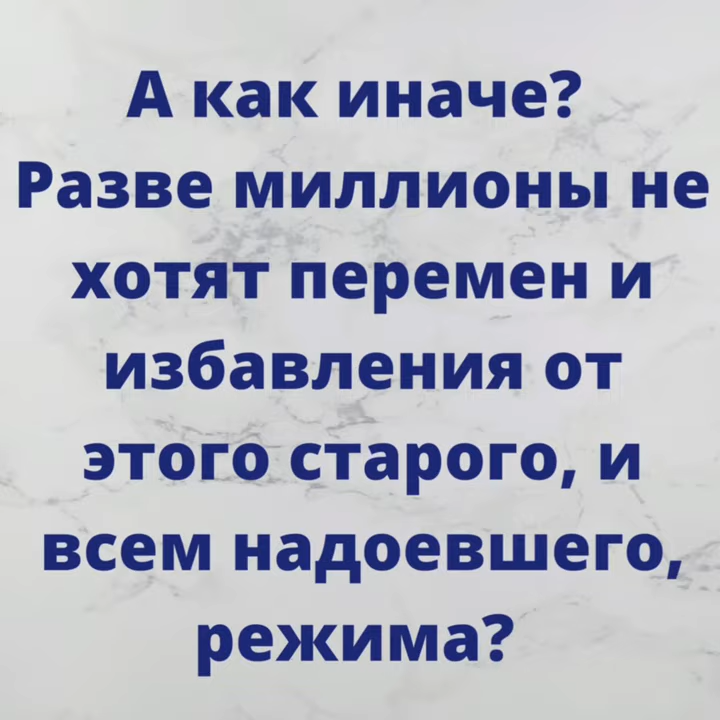 А как иначе?
Разве миллионы не
хотят перемен и
избавления от
этого старого, и
всем надоевшего,
режима?